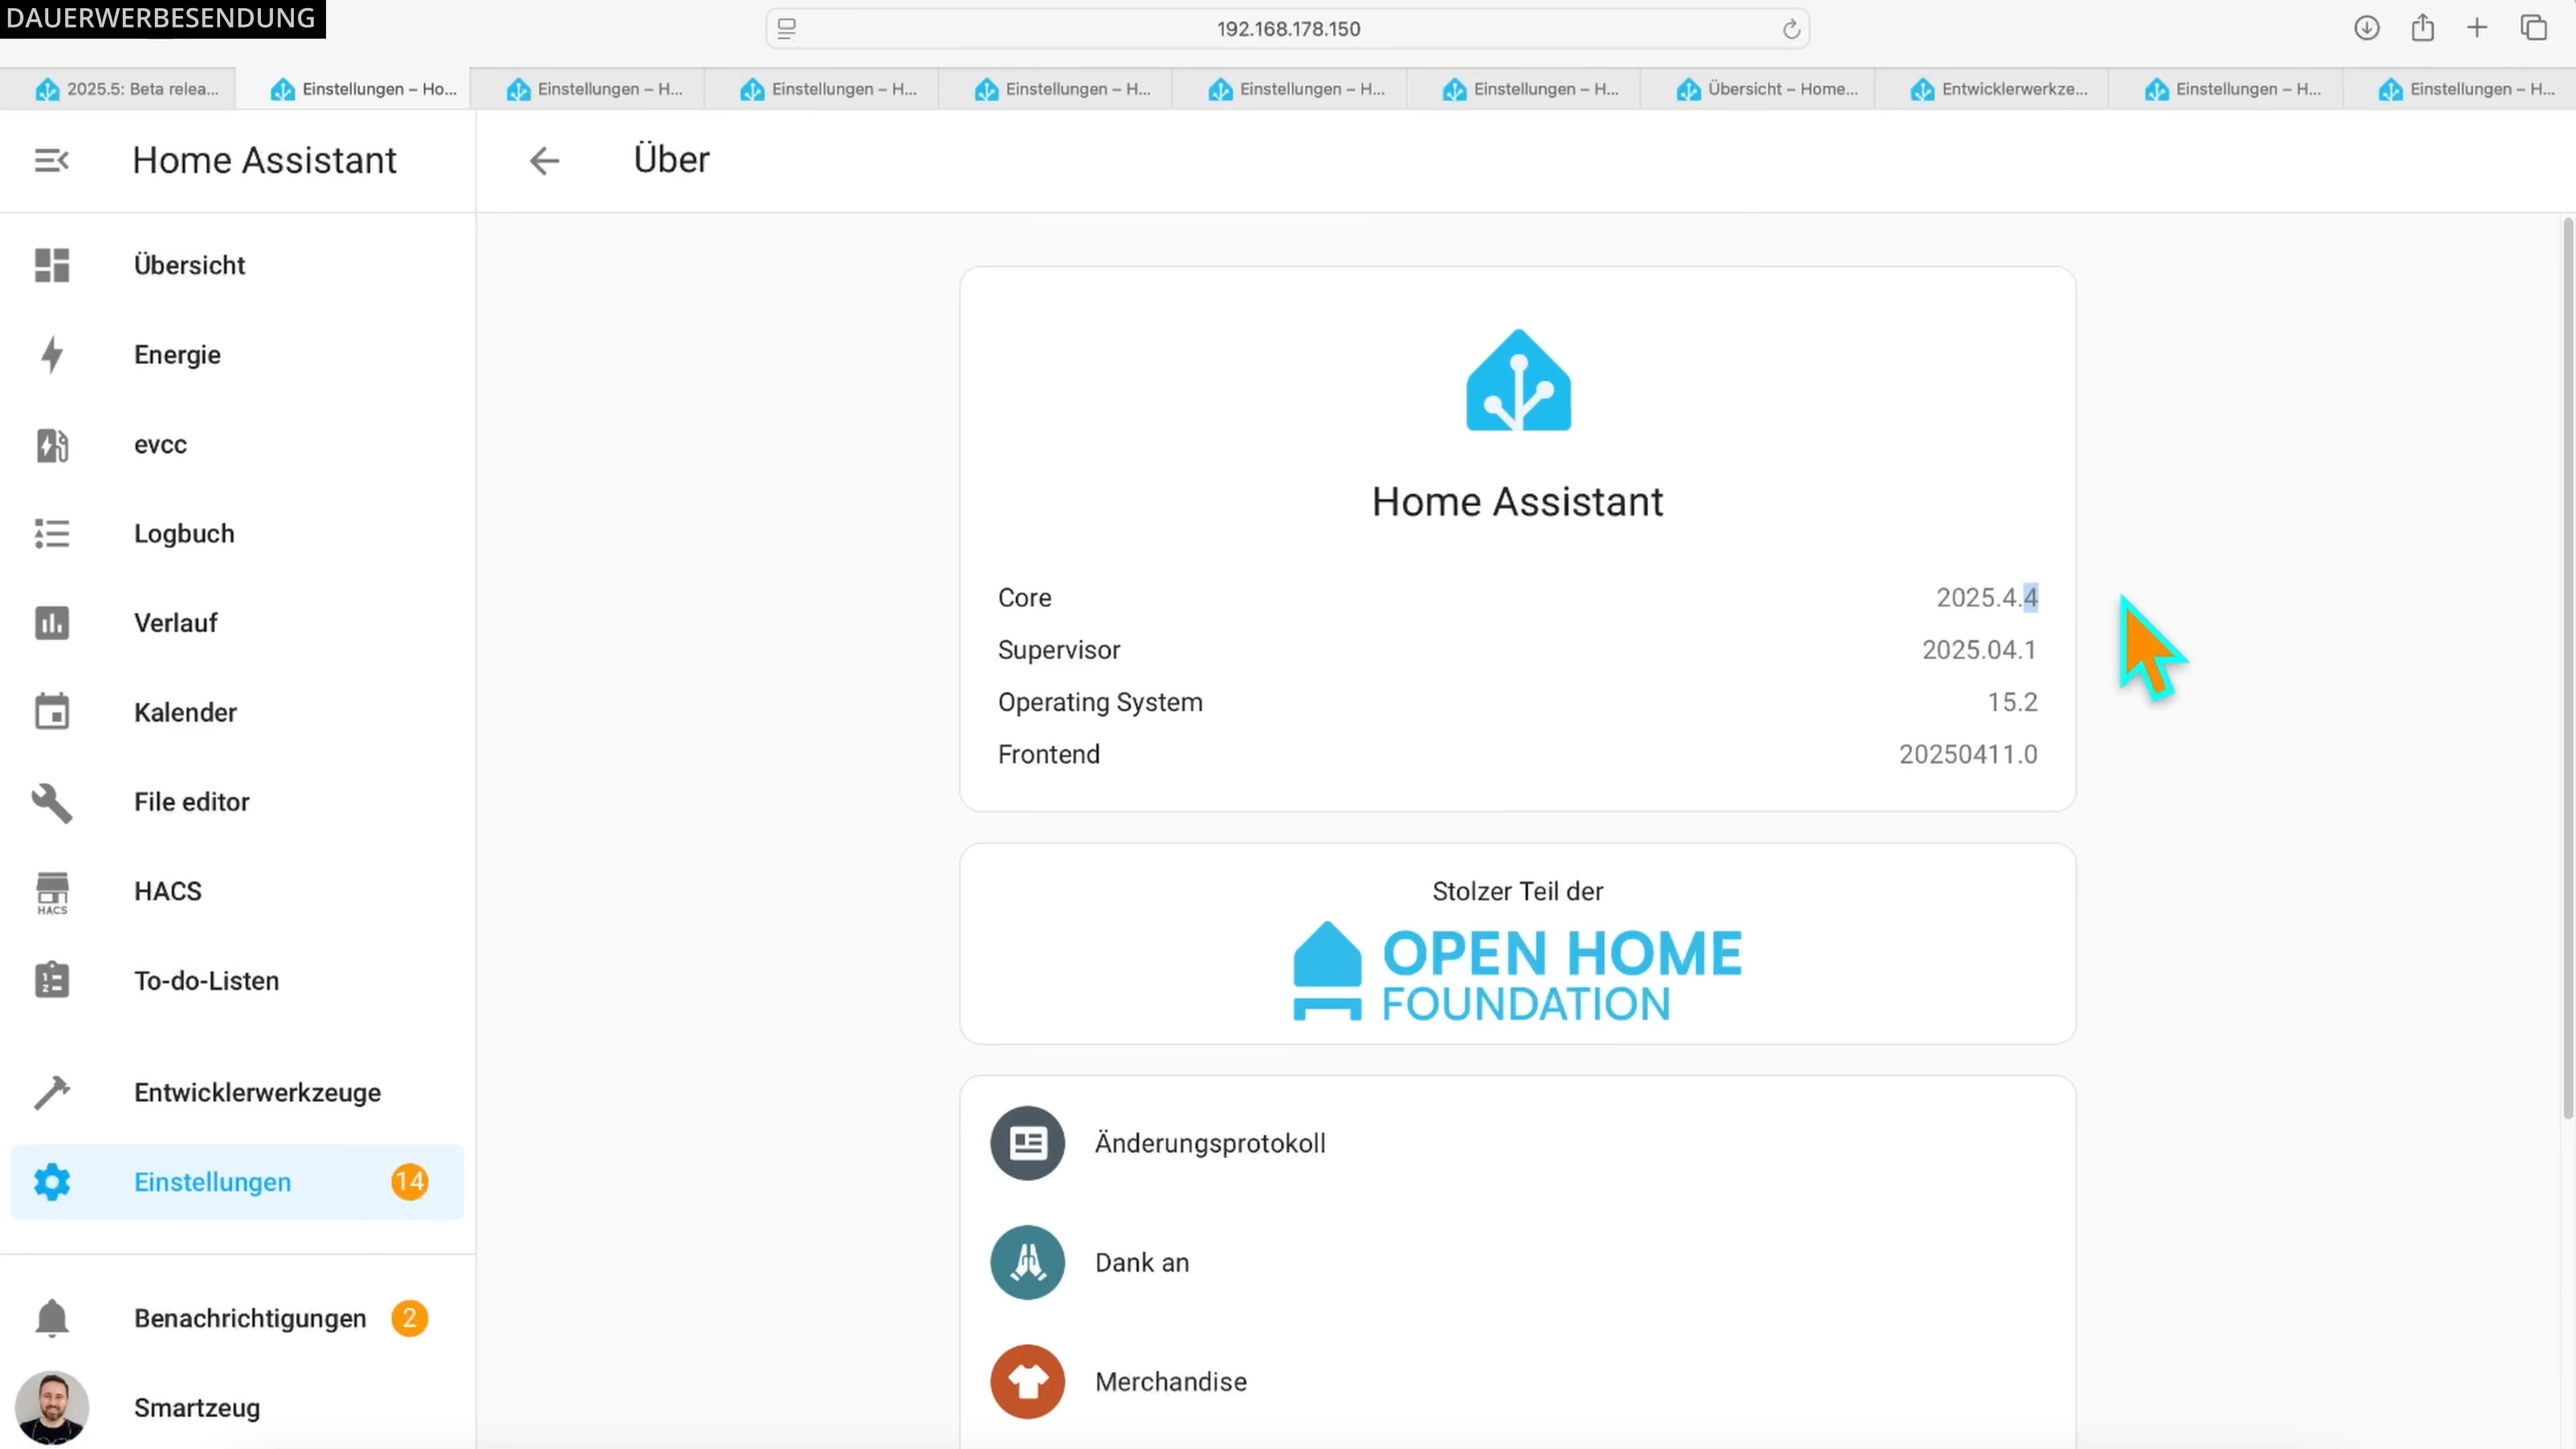 DAUERWERBESENDUNG
192.168.178.150
2025.5: Beta relea...
Einstellungen – Ho...
Einstellungen – H...
Einstellungen – H...
Einstellungen – H...
Einstellungen – H...
Einstellungen – H...
Übersicht – Home...
Entwicklerwerkze...
Einstellungen – H...
Einstellungen – H...
Home Assistant
Über
Übersicht
Energie
evcc
Logbuch
Verlauf
Kalender
File editor
HACS
HACS
To-do-Listen
Entwicklerwerkzeuge
Einstellungen 14
Benachrichtigungen 2
Smartzeug
Home Assistant
Core 2025.4.4
Supervisor 2025.04.1
Operating System 15.2
Frontend 20250411.0
Stolzer Teil der
OPEN HOME
FOUNDATION
Änderungsprotokoll
Dank an
Merchandise